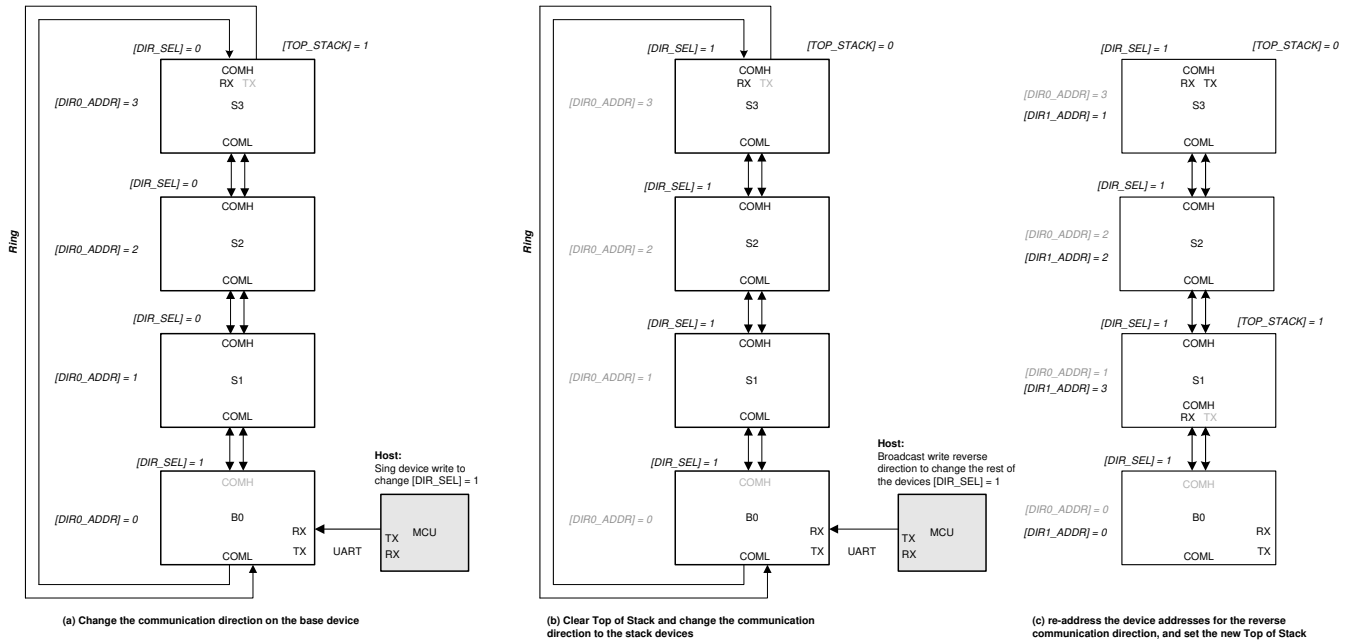 [DIR_SEL] = 0
[TOP_STACK] = 1
COMH
RX TX
[DIR0_ADDR] = 3
S3
COML
[DIR_SEL] = 0
COMH
Ring
[DIR0_ADDR] = 2
S2
COML
[DIR_SEL] = 0
COMH
[DIR0_ADDR] = 1
S1
COML
[DIR_SEL] = 1
Host:
Sing device write to
change [DIR_SEL] = 1
COMH
[DIR0_ADDR] = 0
B0
RX
TX
COML
UART
TX
RX
MCU
(a) Change the communication direction on the base device
[DIR_SEL] = 1
[TOP_STACK] = 0
COMH
RX TX
[DIR0_ADDR] = 3
S3
COML
[DIR_SEL] = 1
COMH
Ring
[DIR0_ADDR] = 2
S2
COML
[DIR_SEL] = 1
COMH
[DIR0_ADDR] = 1
S1
COML
[DIR_SEL] = 1
Host:
Broadcast write reverse
direction to change the rest of
the devices [DIR_SEL] = 1
COMH
[DIR0_ADDR] = 0
B0
RX
TX
COML
UART
TX
RX
MCU
(b) Clear Top of Stack and change the communication
direction to the stack devices
[DIR_SEL] = 1
[TOP_STACK] = 0
COMH
RX TX
[DIR0_ADDR] = 3
[DIR1_ADDR] = 1
S3
COML
[DIR_SEL] = 1
COMH
[DIR0_ADDR] = 2
[DIR1_ADDR] = 2
S2
COML
[DIR_SEL] = 1
[TOP_STACK] = 1
COMH
[DIR0_ADDR] = 1
[DIR1_ADDR] = 3
S1
COMH
RX TX
[DIR_SEL] = 1
COMH
[DIR0_ADDR] = 0
[DIR1_ADDR] = 0
B0
RX
TX
COML
(c) re-address the device addresses for the reverse
communication direction, and set the new Top of Stack